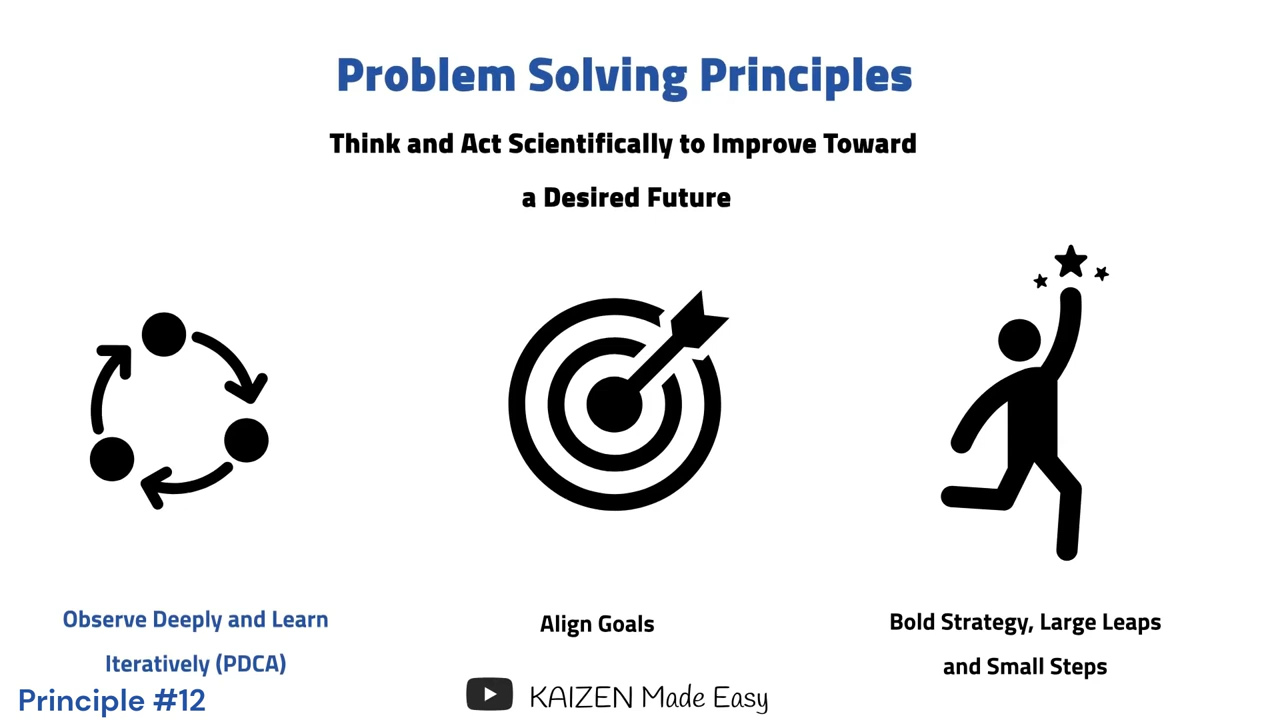 Problem Solving Principles
Think and Act Scientifically to Improve Toward
a Desired Future
Observe Deeply and Learn
Iteratively (PDCA)
Align Goals
Bold Strategy, Large Leaps
and Small Steps
Principle #12
KAIZEN Made Easy